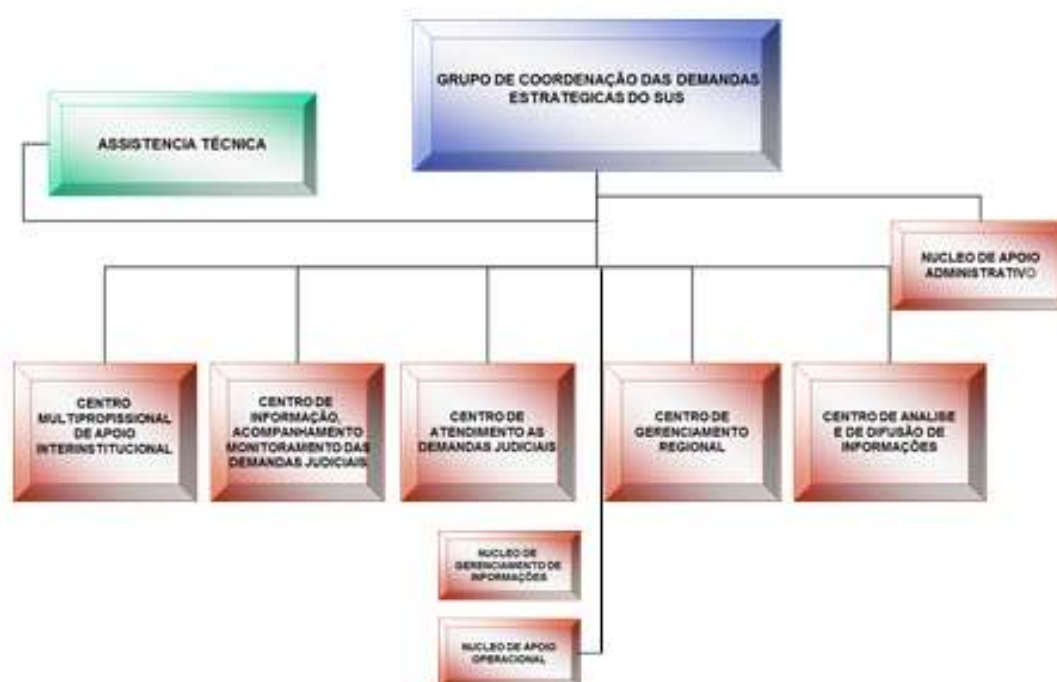 GRUPO DE COORDENAÇÃO DAS DEMANDAS
ESTRATEGICAS DO SUS
ASSISTENCIA TÉCNICA
NUCLEO DE APOIO
ADMINISTRATIVO
CENTRO
MULTIPROFISSIONAL
DE APOIO
INTERINSTITUCIONAL
CENTRO DE
INFORMAÇÃO,
ACOMPANHAMENTO
MONITORAMENTO DAS
DEMANDAS JUDICIAIS
CENTRO DE
ATENDIMENTO AS
DEMANDAS JUDICIAIS
CENTRO DE
GERENCIAMENTO
REGIONAL
CENTRO DE ANALISE
E DE DIFUSÃO DE
INFORMAÇÕES
NUCLEO DE
GERENCIAMENTO DE
INFORMAÇÕES
NUCLEO DE APOIO
OPERACIONAL